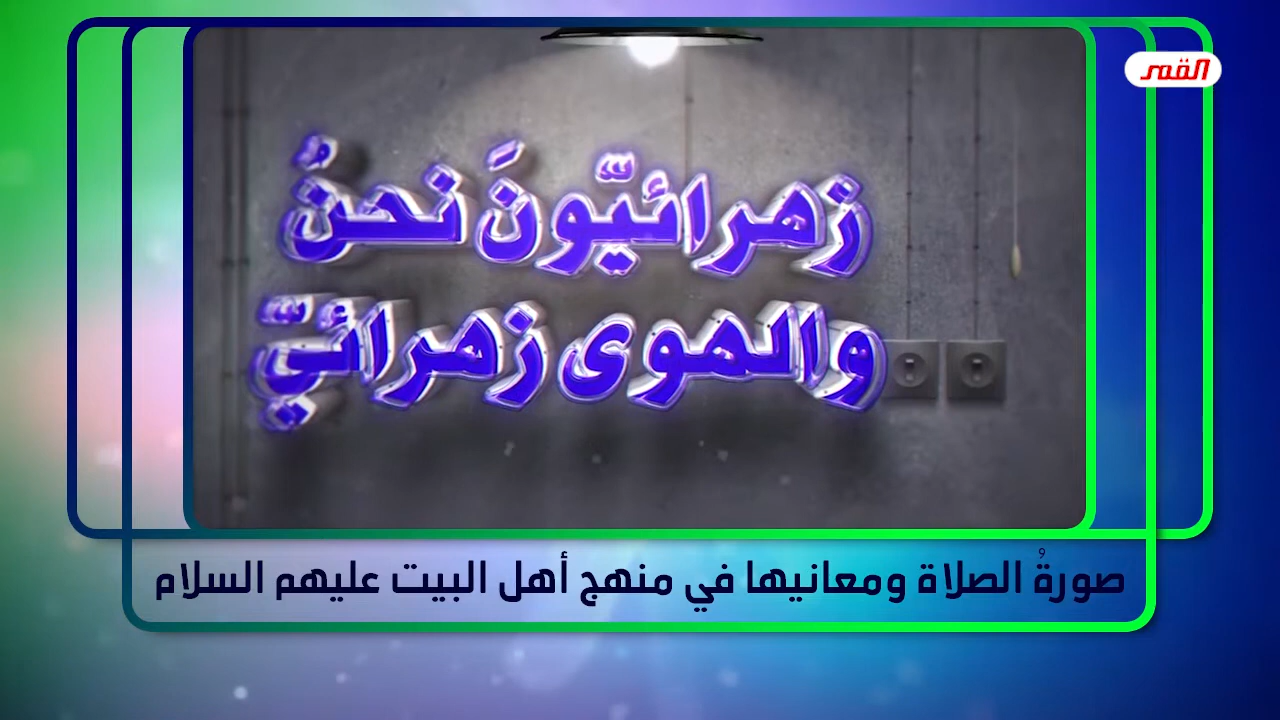 القمر
زهرائيّونَ نحنُ
والهوى زهرائيّ
صورةُ الصلاة ومعانيها في منهج أهل البيت عليهم السلام